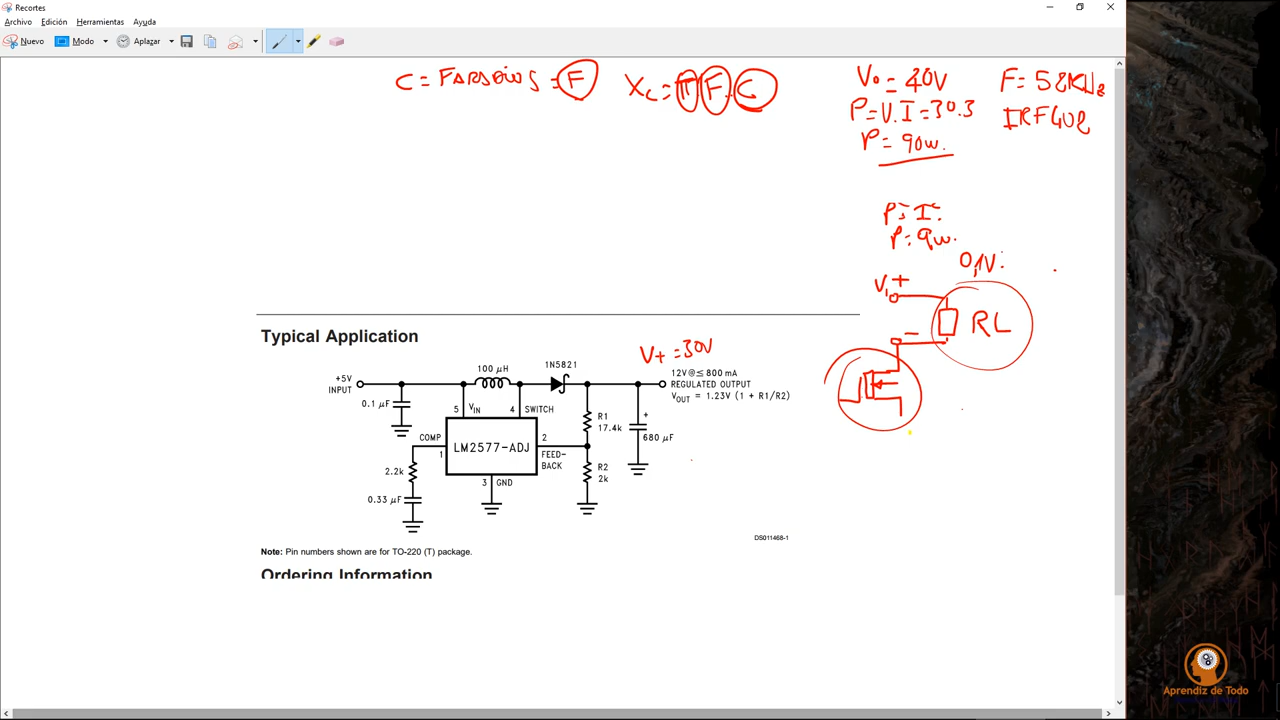 Recortes
Archivo Edición Herramientas Ayuda
Nuevo Modo Aplazar
C = FARADIOS = F
Xc = π F. C
Vo = 40V
P = V.I = 30.3
P = 90w.
F = 52KHz
P = I
P = 9w.
0,1V
V+
RL
Typical Application
V+ = 30V
+5V
INPUT
0.1 µF
100 µH
1N5821
12V@≤ 800 mA
REGULATED OUTPUT
VOUT = 1.23V (1 + R1/R2)
5
VIN
4
SWITCH
R1
17.4k
+
680 µF
COMP
1
LM2577-ADJ
2
FEED-
BACK
2.2k
R2
2k
3
GND
0.33 µF
DS011468-1
Note: Pin numbers shown are for TO-220 (T) package.
Ordering Information
Aprendiz de Todo